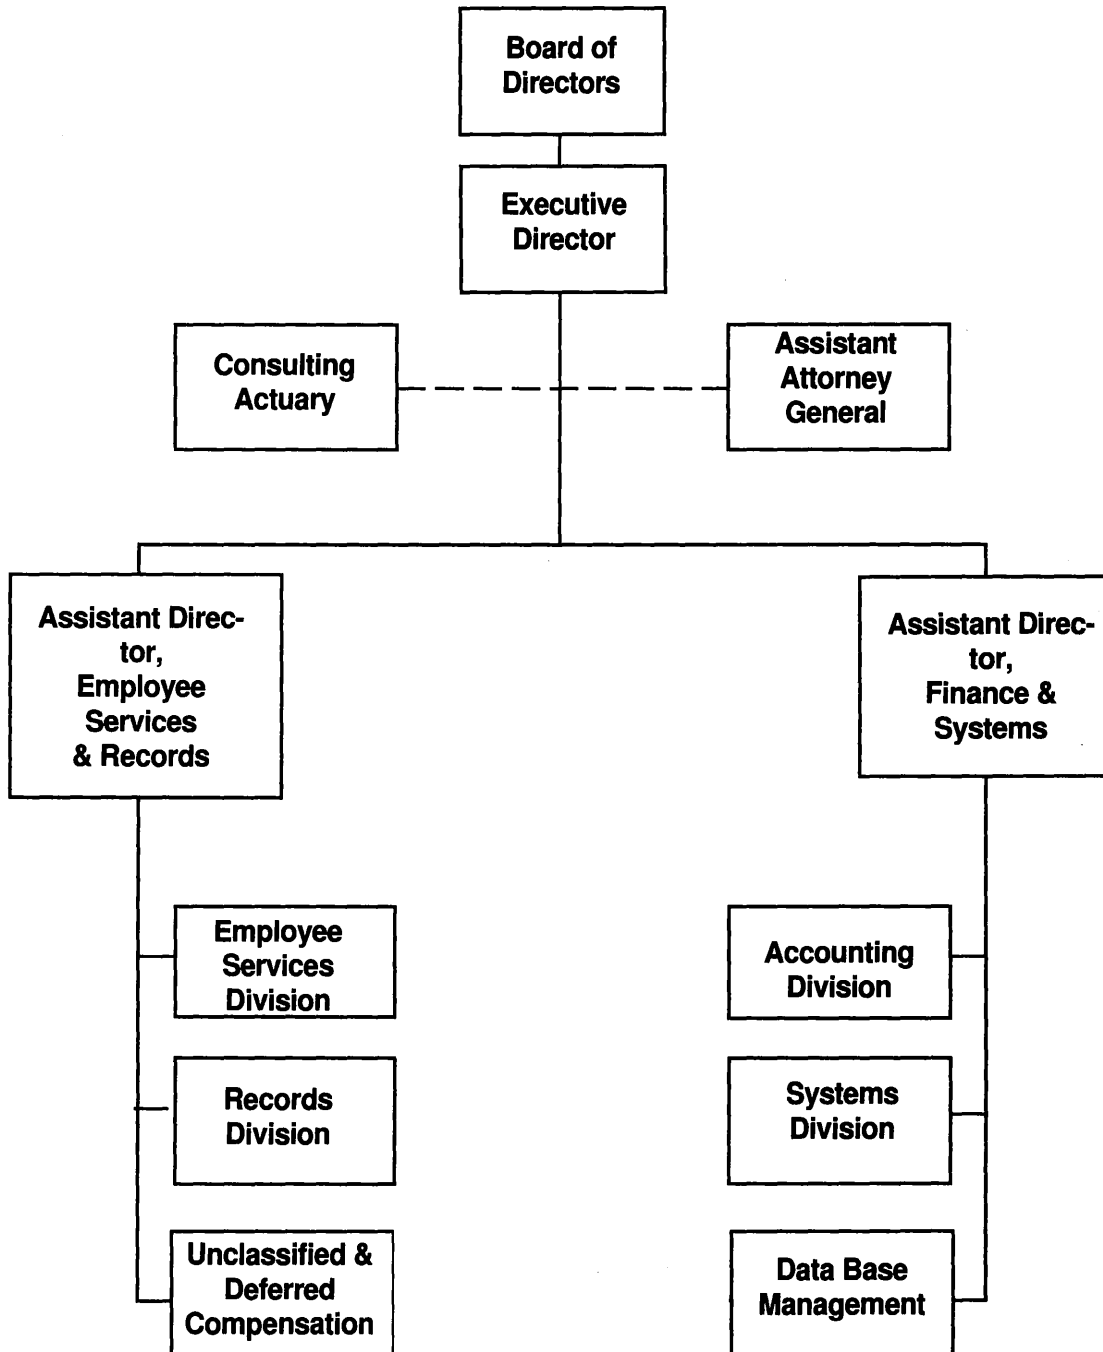 Board of
Directors
Executive
Director
Consulting
Actuary
Assistant
Attorney
General
Assistant Direc-
tor,
Employee
Services
& Records
Assistant Direc-
tor,
Finance &
Systems
Employee
Services
Division
Accounting
Division
Records
Division
Systems
Division
Unclassified &
Deferred
Compensation
Data Base
Management